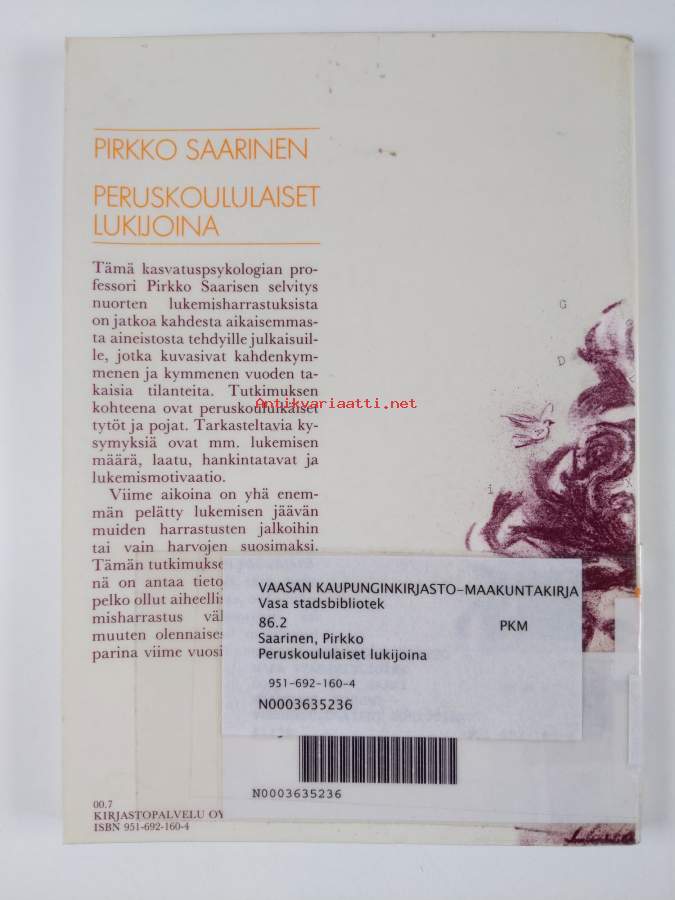 PIRKKO SAARINEN
PERUSKOULULAISET
LUKIJOINA
Tämä kasvatuspsykologian pro-
fessori Pirkko Saarisen selvitys
nuorten lukemisharrastuksista
on jatkoa kahdesta aikaisemmas-
ta aineistosta tehdyille julkaisuil-
le, jotka kuvasivat kahdenkym-
menen ja kymmenen vuoden ta-
kaisia tilanteita. Tutkimuksen
kohteena ovat peruskoululaiset
tytöt ja pojat. Tarkasteltavia ky-
symyksiä ovat mm. lukemisen
määrä, laatu, hankintatavat ja
lukemismotivaatio.
Viime aikoina on yhä enem-
män pelätty lukemisen jäävän
muiden harrastusten jalkoihin
tai vain harvojen suosimaksi.
Tämän tutkimukse
nä on antaa tieto
pelko ollut aiheellis
misharrastus väl
muuten olennaises
parina viime vuosi
Antikvariaatti.net
G
D
i
VAASAN KAUPUNGINKIRJASTO-MAAKUNTAKIRJA
Vasa stadsbibliotek
86.2 PKM
Saarinen, Pirkko
Peruskoululaiset lukijoina
951-692-160-4
N0003635236
N0003635236
00.7
KIRJASTOPALVELU OY
ISBN 951-692-160-4